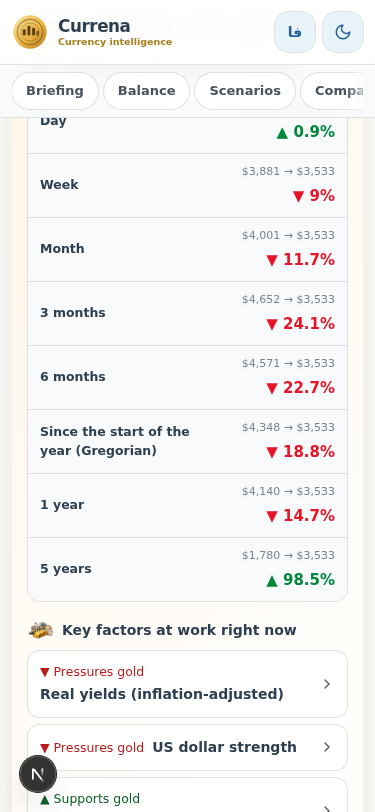 Currena
Currency intelligence
فا
Briefing
Balance
Scenarios
Compa
Day
▲ 0.9%
Week
$3,881 → $3,533
▼ 9%
Month
$4,001 → $3,533
▼ 11.7%
3 months
$4,652 → $3,533
▼ 24.1%
6 months
$4,571 → $3,533
▼ 22.7%
Since the start of the
year (Gregorian)
$4,348 → $3,533
▼ 18.8%
1 year
$4,140 → $3,533
▼ 14.7%
5 years
$1,780 → $3,533
▲ 98.5%
Key factors at work right now
▼ Pressures gold
Real yields (inflation-adjusted)
▼ Pressures gold US dollar strength
N
▲ Supports gold